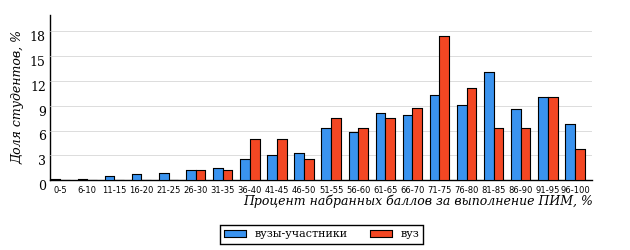 Доля студентов, %
18
15
12
9
6
3
0
0-5 6-10 11-15 16-20 21-25 26-30 31-35 36-40 41-45 46-50 51-55 56-60 61-65 66-70 71-75 76-80 81-85 86-90 91-95 96-100
Процент набранных баллов за выполнение ПИМ, %
вузы-участники вуз